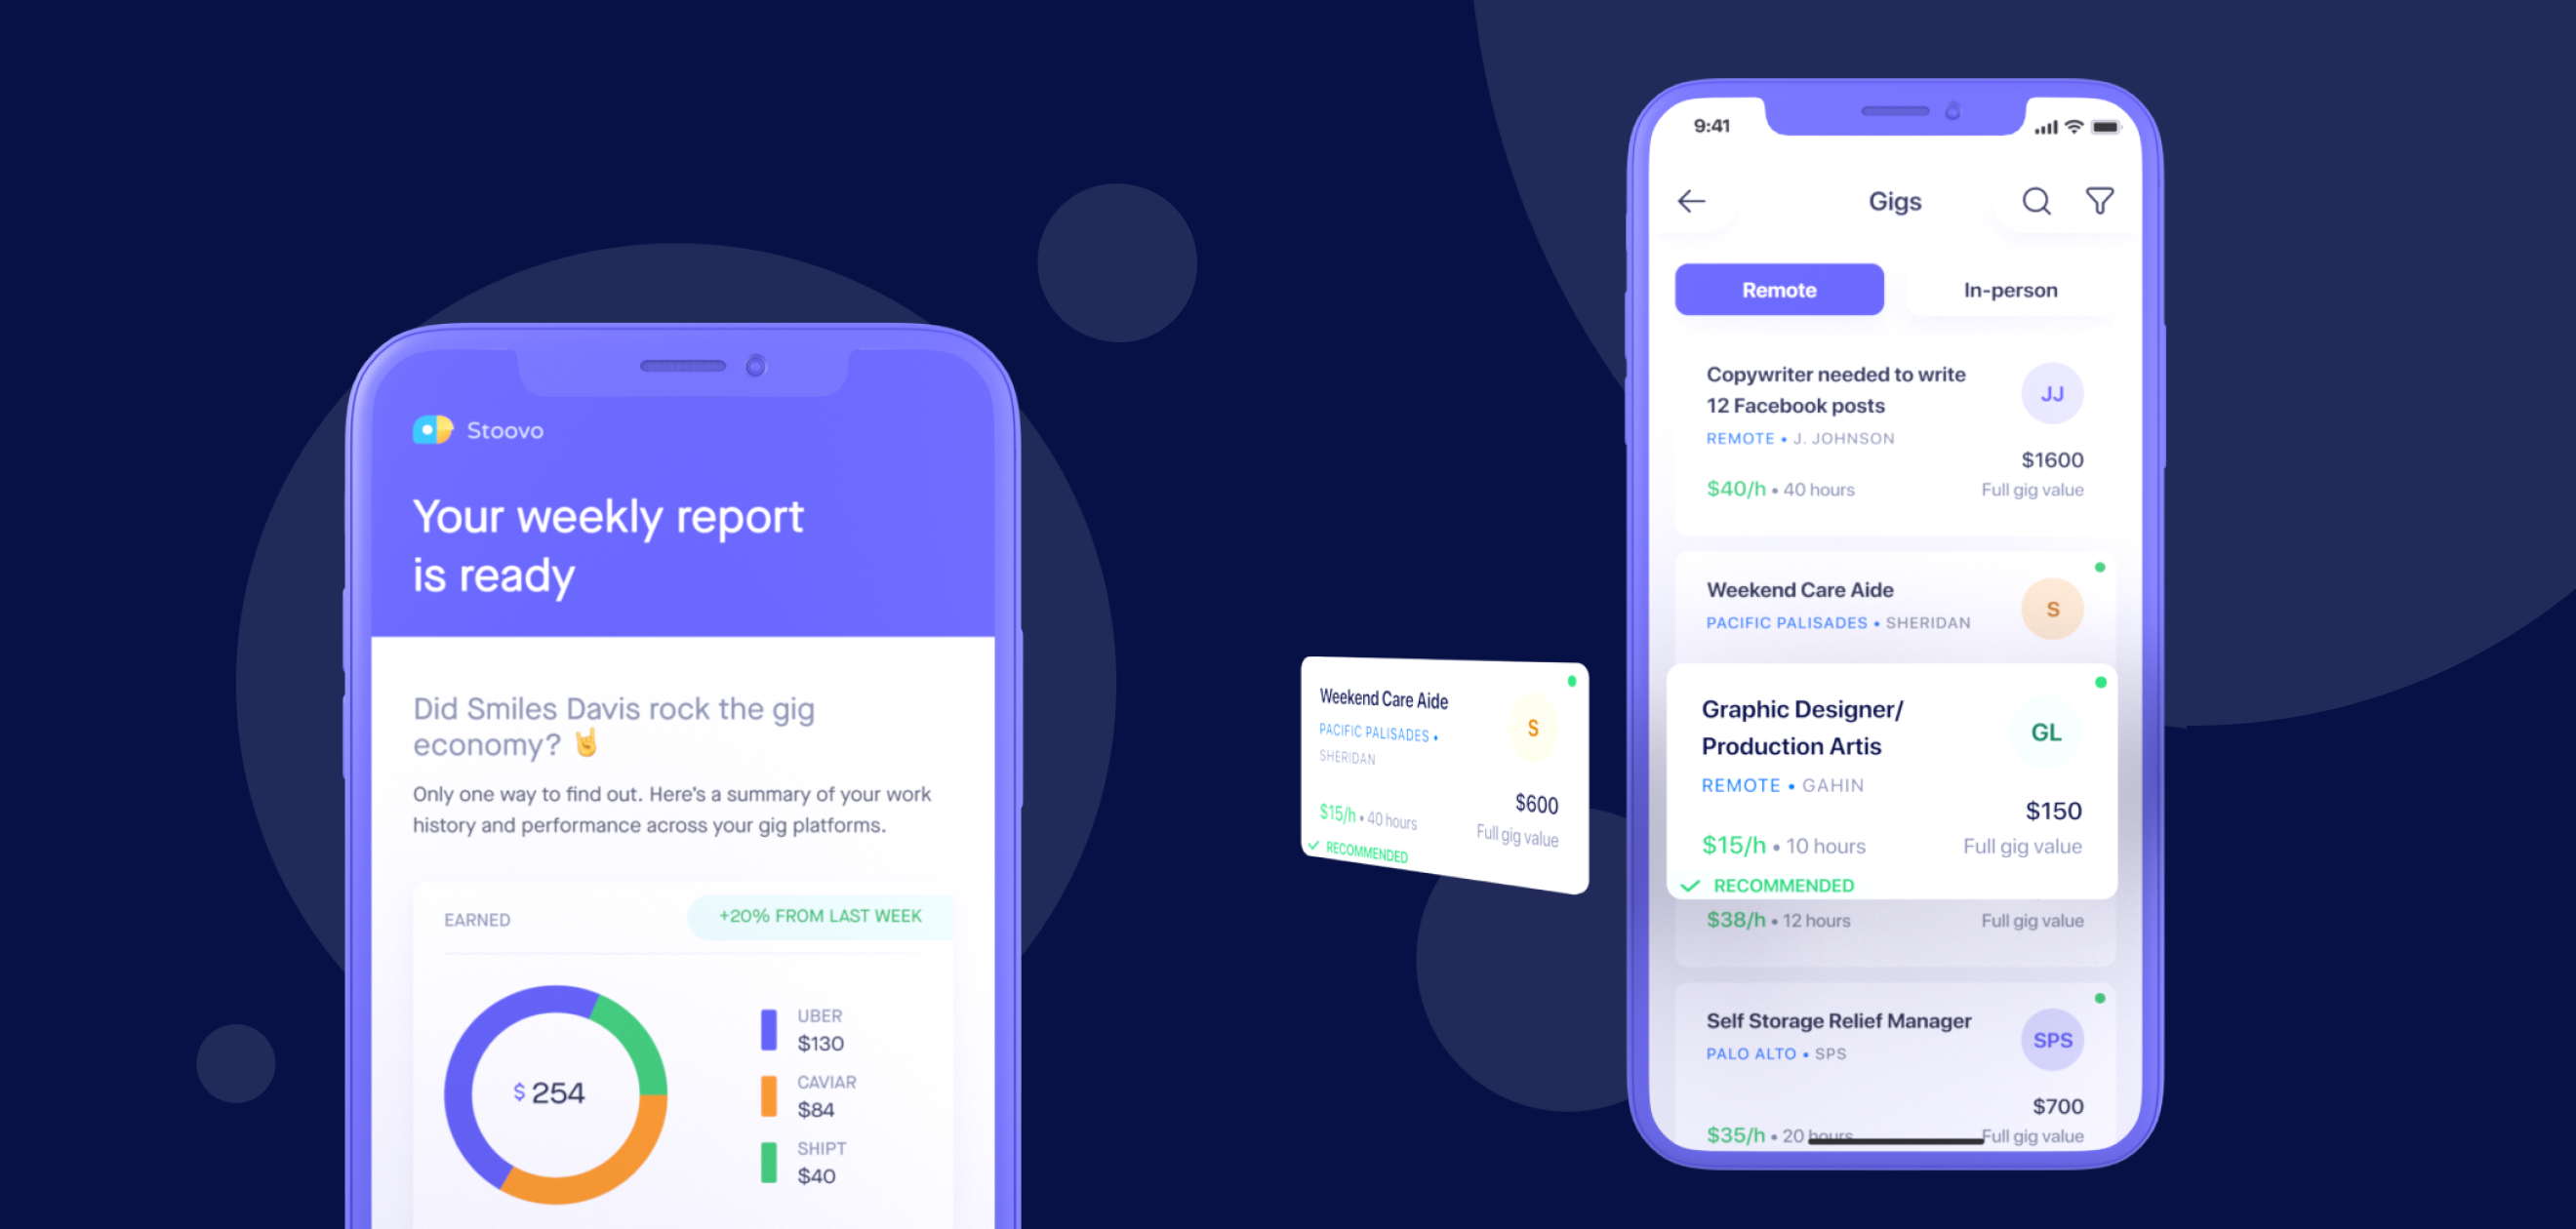 Stoovo
Your weekly report
is ready
Did Smiles Davis rock the gig
economy? 🤘
Only one way to find out. Here's a summary of your work
history and performance across your gig platforms.
EARNED
+20% FROM LAST WEEK
$ 254
UBER
$130
CAVIAR
$84
SHIPT
$40
Weekend Care Aide
PACIFIC PALISADES •
SHERIDAN
S
$600
$15/h • 40 hours
Full gig value
RECOMMENDED
9:41
Gigs
Remote
In-person
Copywriter needed to write
12 Facebook posts
JJ
REMOTE • J. JOHNSON
$1600
$40/h • 40 hours
Full gig value
Weekend Care Aide
S
PACIFIC PALISADES • SHERIDAN
Graphic Designer/
Production Artis
GL
REMOTE • GAHIN
$150
$15/h • 10 hours
Full gig value
RECOMMENDED
$38/h • 12 hours
Full gig value
Self Storage Relief Manager
SPS
PALO ALTO • SPS
$700
$35/h • 20 hours
Full gig value